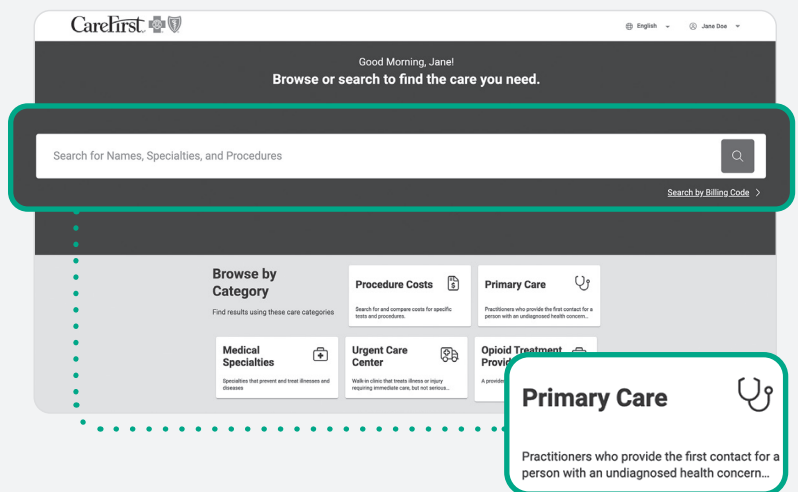 CareFirst
English
Jane Doe
Good Morning, Jane!
Browse or search to find the care you need.
Search for Names, Specialties, and Procedures
Search by Billing Code
Browse by
Category
Find results using these care categories
Procedure Costs
Search for and compare costs for specific
tests and procedures.
Primary Care
Practitioners who provide the first contact for a
person with an undiagnosed health concern...
Medical
Specialties
Specialties that prevent and treat illnesses and
diseases
Urgent Care
Center
Walk-in clinic that treats illness or injury
requiring immediate care, but not serious...
Opioid Treatment
A provider
Primary Care
Practitioners who provide the first contact for a
person with an undiagnosed health concern...